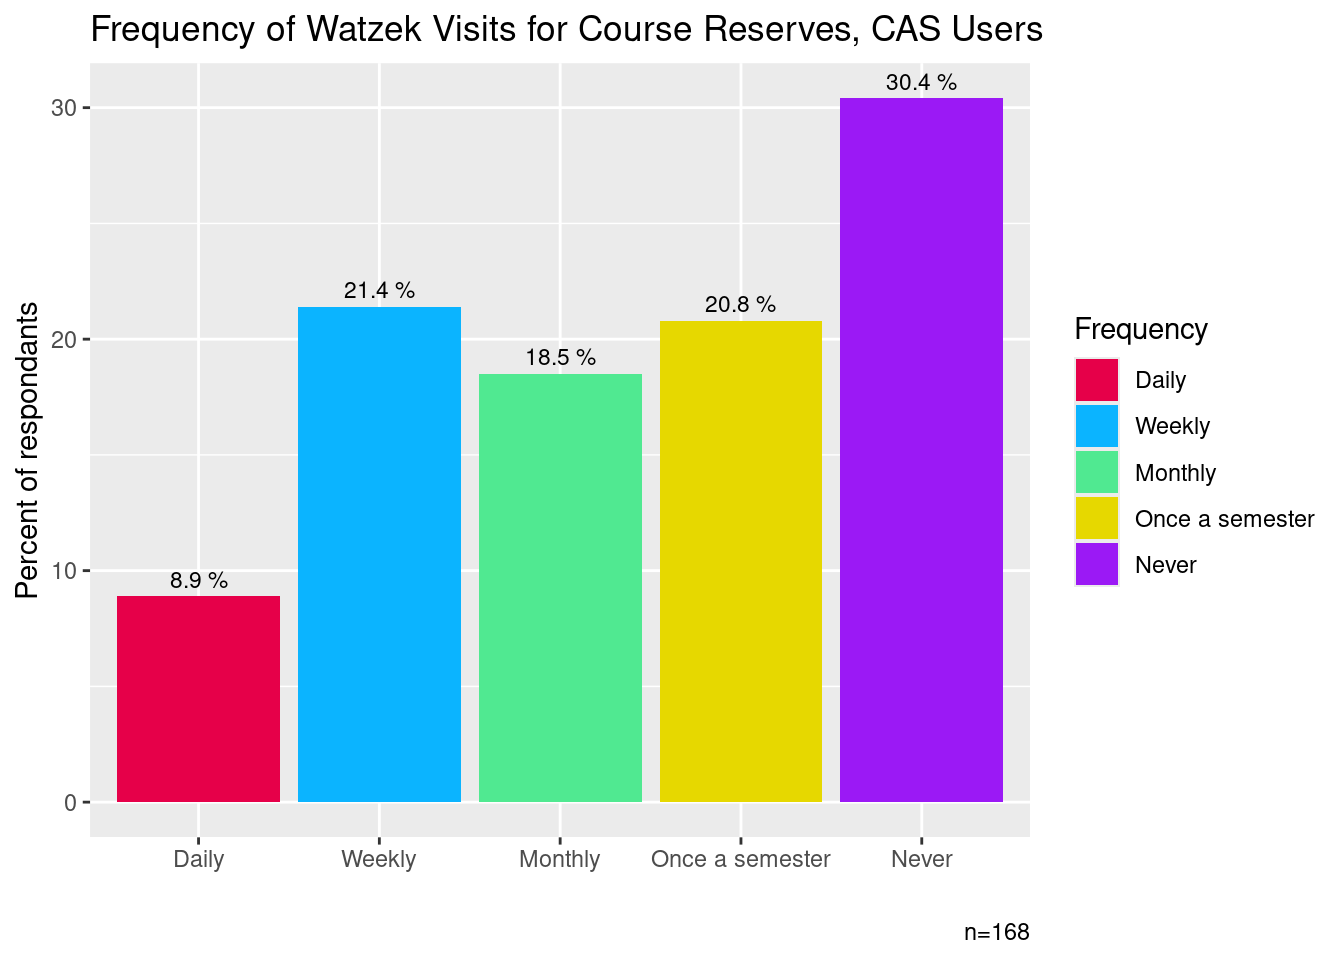 Frequency of Watzek Visits for Course Reserves, CAS Users
Percent of respondants
30
20
10
0
8.9 %
21.4 %
18.5 %
20.8 %
30.4 %
Daily
Weekly
Monthly
Once a semester
Never
Frequency
Daily
Weekly
Monthly
Once a semester
Never
n=168